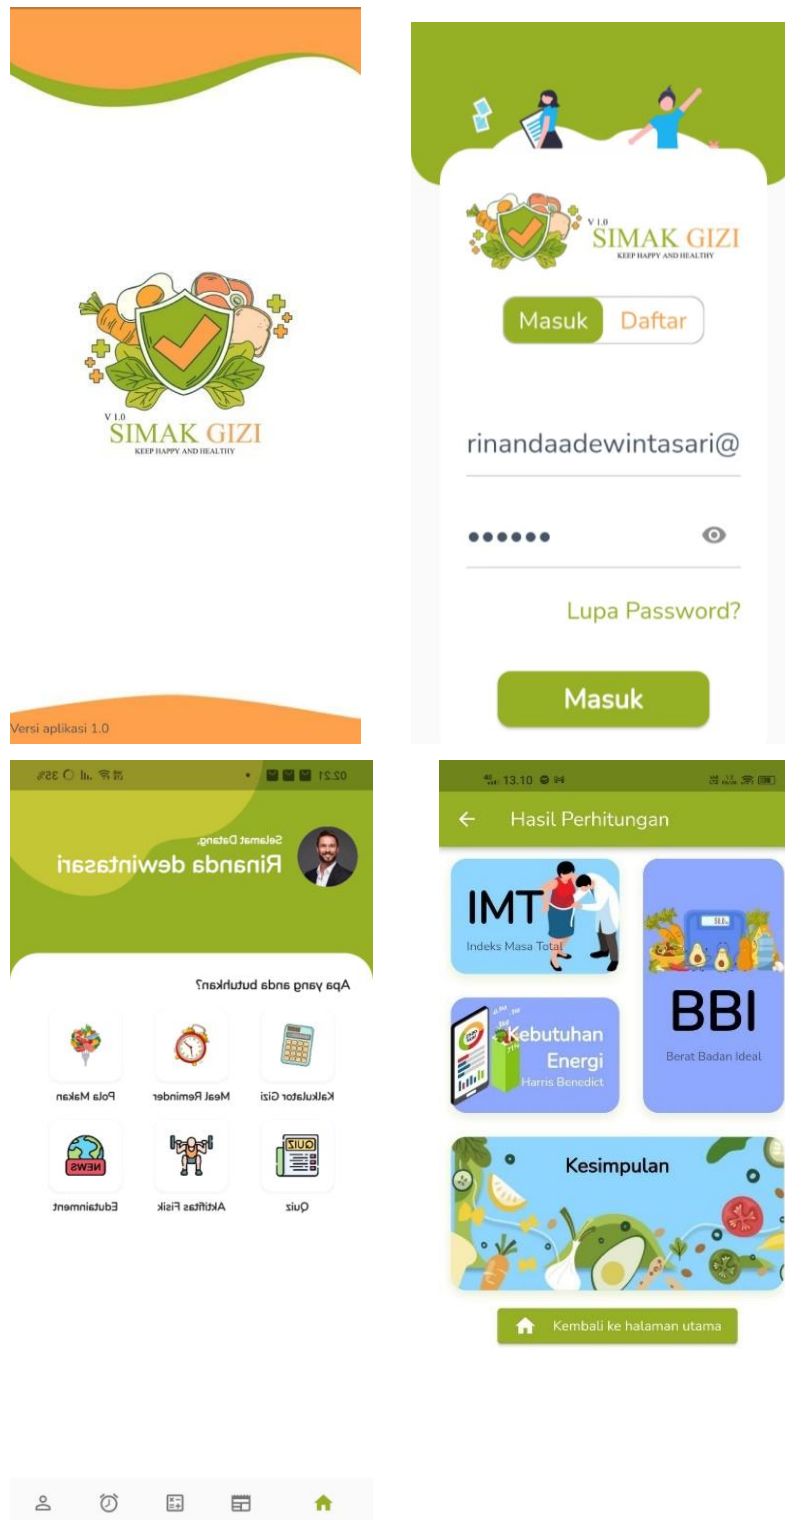 V 1.0
SIMAK GIZI
KEEP HAPPY AND HEALTHY
Versi aplikasi 1.0
V 1.0
SIMAK GIZI
KEEP HAPPY AND HEALTHY
Masuk Daftar
rinandaadewintasari@
Lupa Password?
Masuk
02.21 35%
Selamat Datang,
Rinanda dewintasari
Apa yang anda butuhkan?
Kalkulator Gizi Meal Reminder Pola Makan
QUIZ NEWS
Quiz Aktifitas Fisik Edutainment
13.10
Hasil Perhitungan
IMT
Indeks Masa Total
BBI
Berat Badan Ideal
Kebutuhan
Energi
Harris Benedict
Kesimpulan
Kembali ke halaman utama